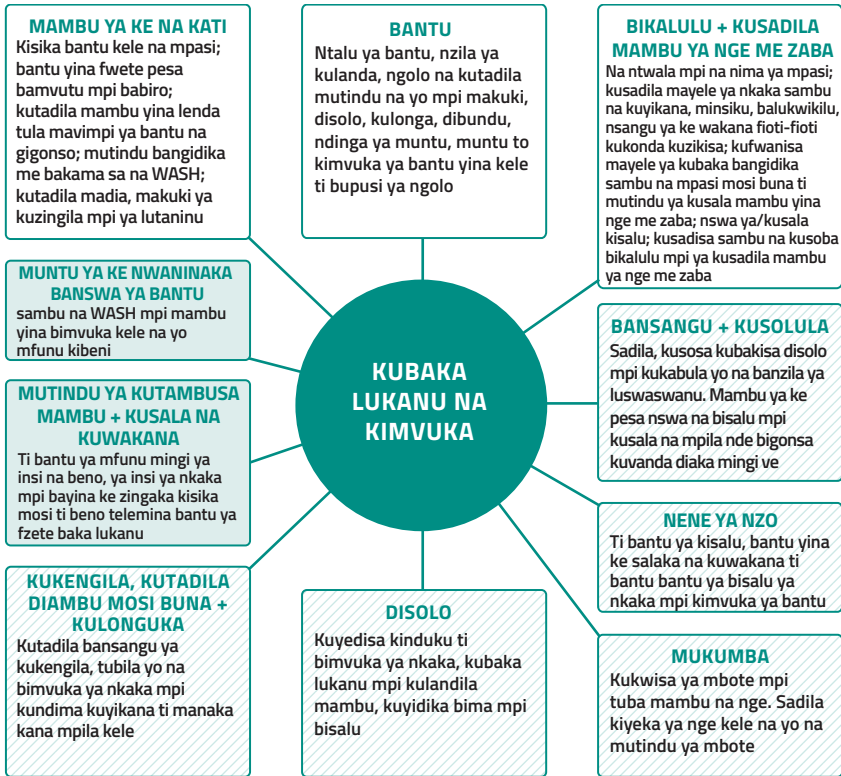 MAMBU YA KE NA KATI
Kisika bantu kele na mpasi;
bantu yina fwete pesa
bamvutu mpi babiro;
kutadila mambu yina lenda
tula mavimpi ya bantu na
gigonso; mutindu bangidika
me bakama sa na WASH;
kutadila madia, makuki ya
kuzingila mpi ya lutaninu
BANTU
Ntalu ya bantu, nzila ya
kulanda, ngolo na kutadila
mutindu na yo mpi makuki,
disolo, kulonga, dibundu,
ndinga ya muntu, muntu to
kimvuka ya bantu yina kele
ti bupusi ya ngolo
BIKALULU + KUSADILA
MAMBU YA NGE ME ZABA
Na ntwala mpi na nima ya mpasi;
kusadila mayele ya nkaka sambu
na kuyikana, minsiku, balukwikilu,
nsangu ya ke wakana fioti-fioti
kukonda kuzikisa; kufwanisa
mayele ya kubaka bangidika
sambu na mpasi mosi buna ti
mutindu ya kusala mambu yina
nge me zaba; nswa ya/kusala
kisalu; kusadisa sambu na kusoba
bikalulu mpi ya kusadila mambu
ya nge me zaba
MUNTU YA KE NWANINAKA
BANSWA YA BANTU
sambu na WASH mpi mambu
yina bimvuka kele na yo
mfunu kibeni
KUBAKA
LUKANU NA
KIMVUKA
BANSANGU + KUSOLULA
Sadila, kusosa kubakisa disolo
mpi kukabula yo na banzila ya
luswaswanu. Mambu ya ke
pesa nswa na bisalu mpi
kusala na mpila nde bigonsa
kuvanda diaka mingi ve
MUTINDU YA KUTAMBUSA
MAMBU + KUSALA NA
KUWAKANA
Ti bantu ya mfunu mingi ya
insi na beno, ya insi ya nkaka
mpi bayina ke zingaka kisika
mosi ti beno telemina bantu ya
fzete baka lukanu
NENE YA NZO
Ti bantu ya kisalu, bantu yina
ke salaka na kuwakana ti
bantu bantu ya bisalu ya
nkaka mpi kimvuka ya bantu
KUKENGILA, KUTADILA
DIAMBU MOSI BUNA +
KULONGUKA
Kutadila bansangu ya
kukengila, tubila yo na
bimvuka ya nkaka mpi
kundima kuyikana ti manaka
kana mpila kele
DISOLO
Kuyedisa kinduku ti
bimvuka ya nkaka, kubaka
lukanu mpi kulandila
mambu, kuyidika bima mpi
bisalu
MUKUMBA
Kukwisa ya mbote mpi
tuba mambu na nge. Sadila
kiyeka ya nge kele na yo na
mutindu ya mbote